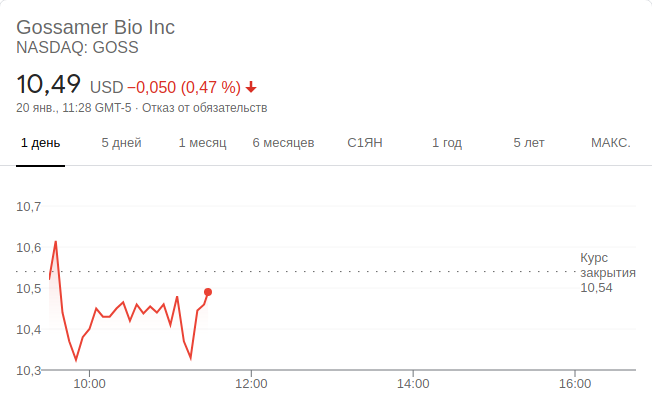 Gossamer Bio Inc
NASDAQ: GOSS
10,49 USD −0,050 (0,47 %)
20 янв., 11:28 GMT-5 · Отказ от обязательств
1 день 5 дней 1 месяц 6 месяцев С1ЯН 1 год 5 лет МАКС.
10,7
10,6
Курс
закрытия
10,54
10,5
10,4
10,3
10:00 12:00 14:00 16:00